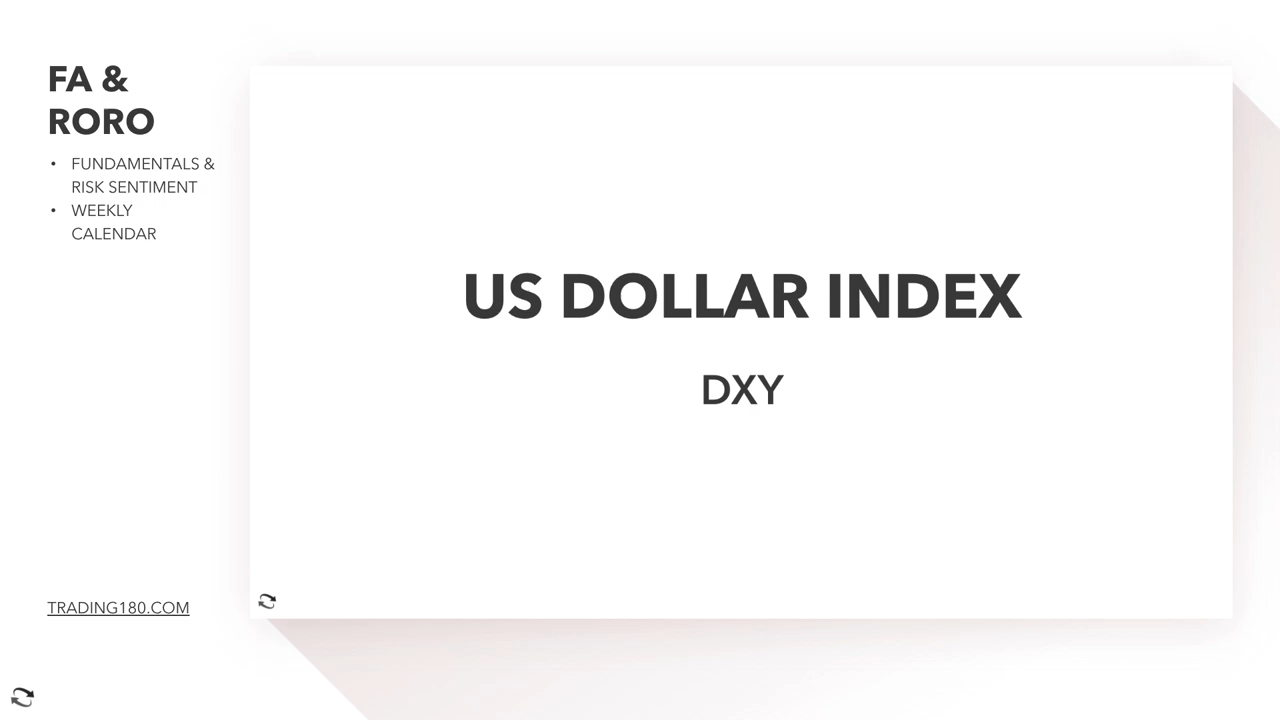 FA &
RORO
• FUNDAMENTALS &
RISK SENTIMENT
• WEEKLY
CALENDAR
US DOLLAR INDEX
DXY
TRADING180.COM